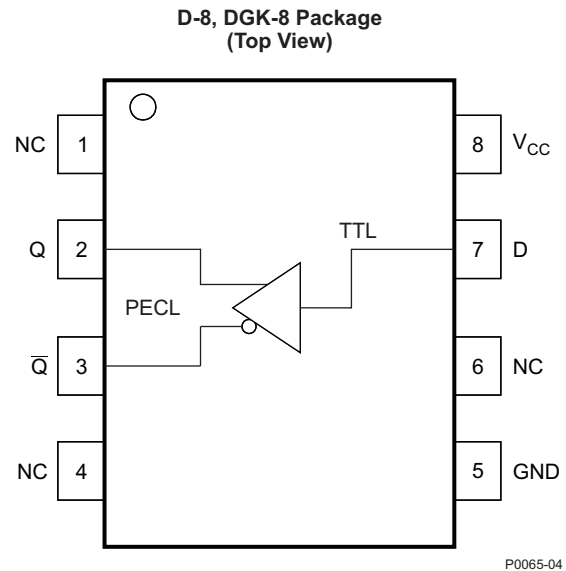 D-8, DGK-8 Package
(Top View)
NC 1
8 VCC
Q 2
TTL
7 D
PECL
Q̅ 3
6 NC
NC 4
5 GND
P0065-04